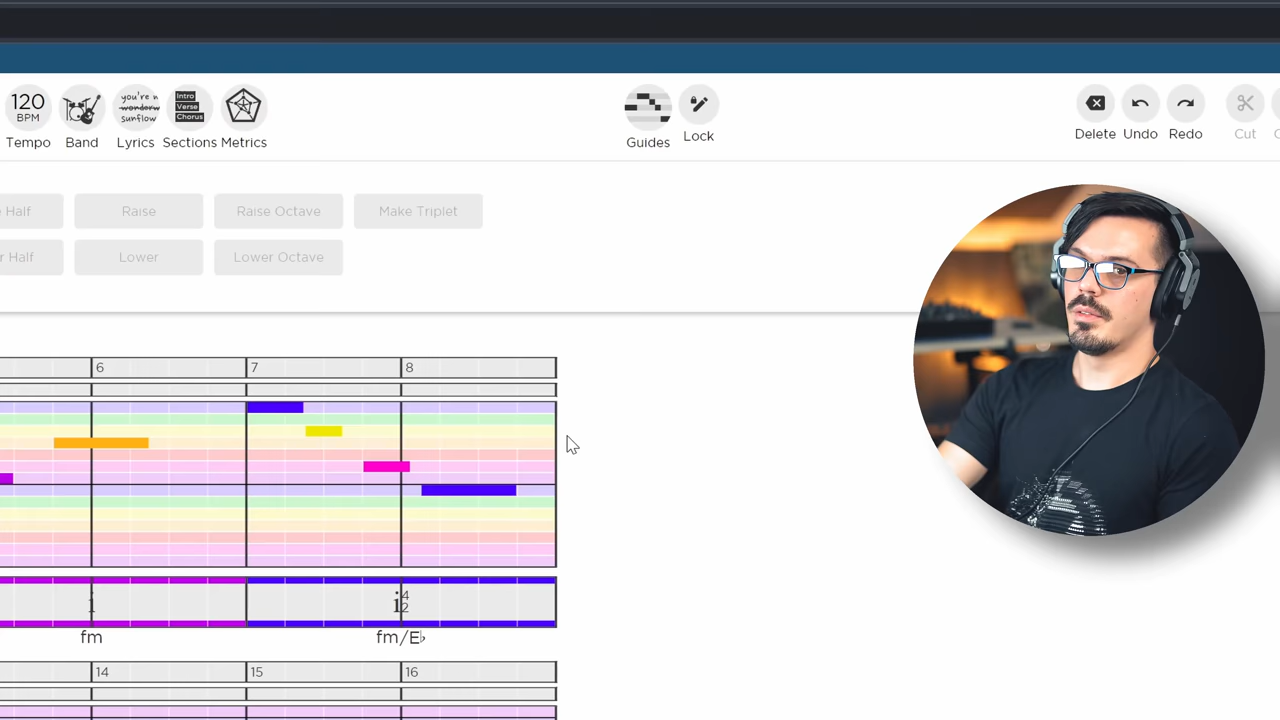 120
BPM
you're n
wonderw
sunflow
Intro
Verse
Chorus
Tempo Band Lyrics Sections Metrics
Guides Lock
Delete Undo Redo Cut
Half Raise Raise Octave Make Triplet
r Half Lower Lower Octave
6 7 8
i i42
fm fm/E♭
14 15 16